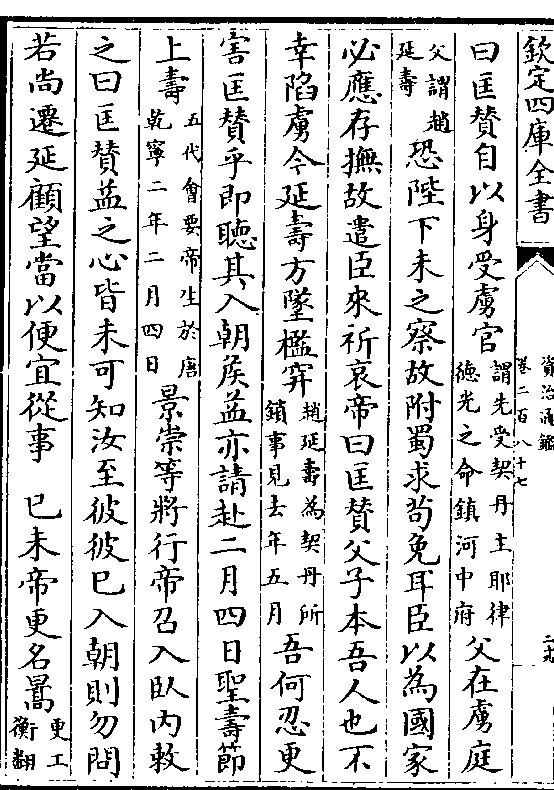 欽定四庫全書
資治通鑑
卷二百八十七
曰匡賛自以身受虜官謂先受契丹主耶律德光之命鎮河中府父在虜庭
父謂趙延壽恐陛下未之察故附蜀求苟免耳臣以為國家
必應存撫故遣臣來祈哀帝曰匡賛父子本吾人也不
幸陷虜今延壽方墜檻穽趙延壽為契丹所鎖事見去年五月吾何忍更
害匡賛乎即聽其入朝侯益亦請赴二月四日聖壽節
上壽五代會要帝生於唐乾寧二年二月四日景崇等將行帝召入臥内敕
之曰匡賛益之心皆未可知汝至彼彼已入朝則勿問
若尚遷延顧望當以便宜從事　已未帝更名暠更工衡翻